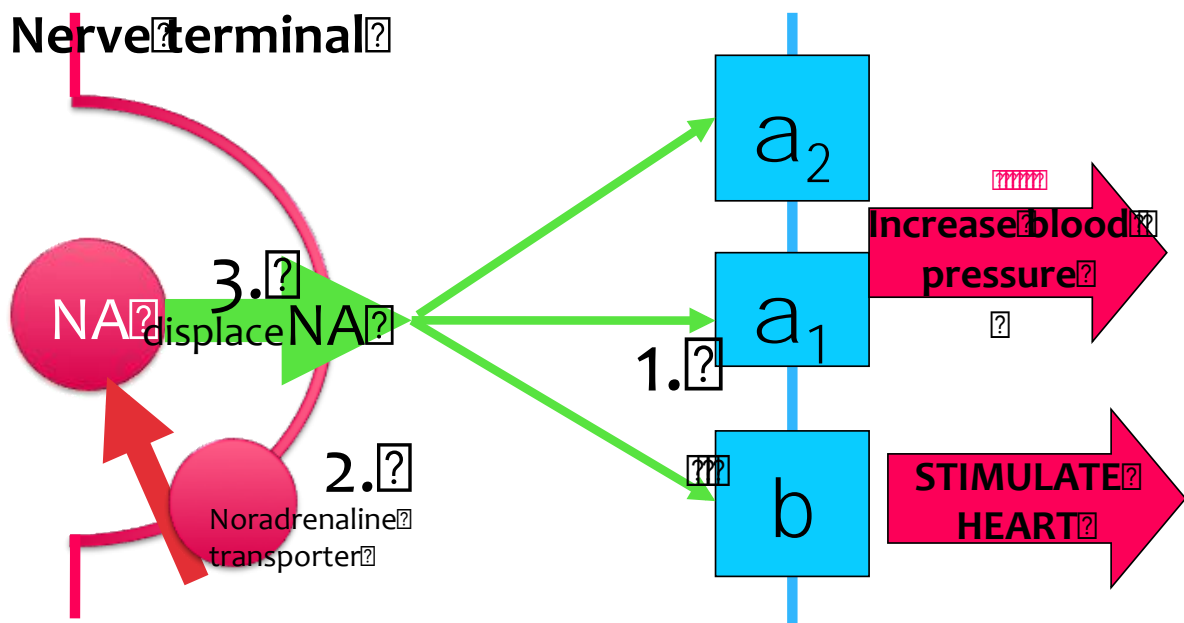 Nerve terminal
a2
Increase blood
pressure
3.
NA
displace NA
a1
1.
2.
Noradrenaline
transporter
b
STIMULATE
HEART